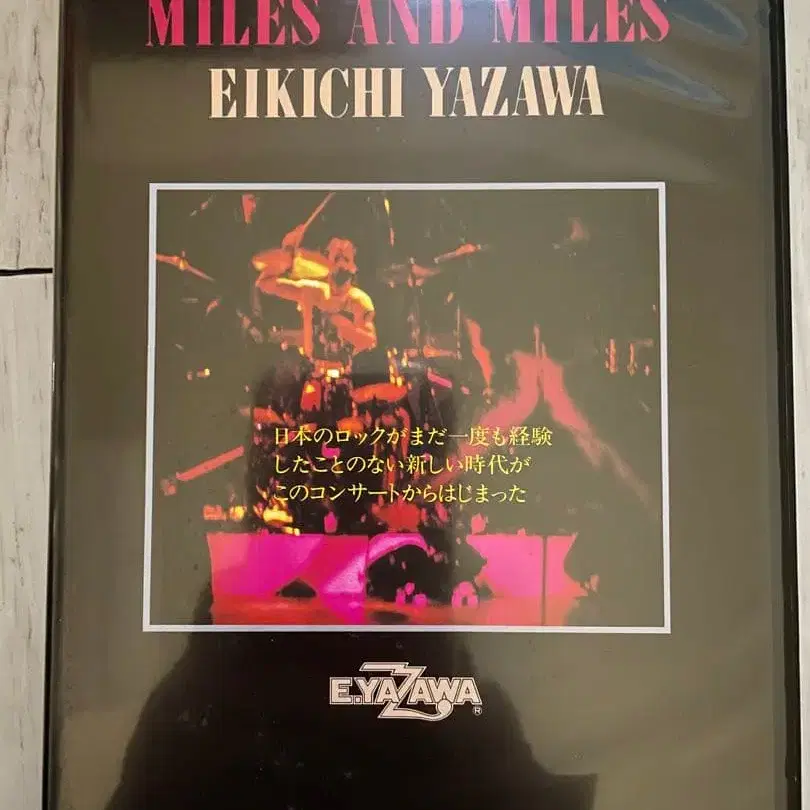 MILES AND MILES
EIKICHI YAZAWA
日本のロックがまだ一度も経験
したことのない新しい時代が
このコンサートからはじまった
E.YAZAWA
®